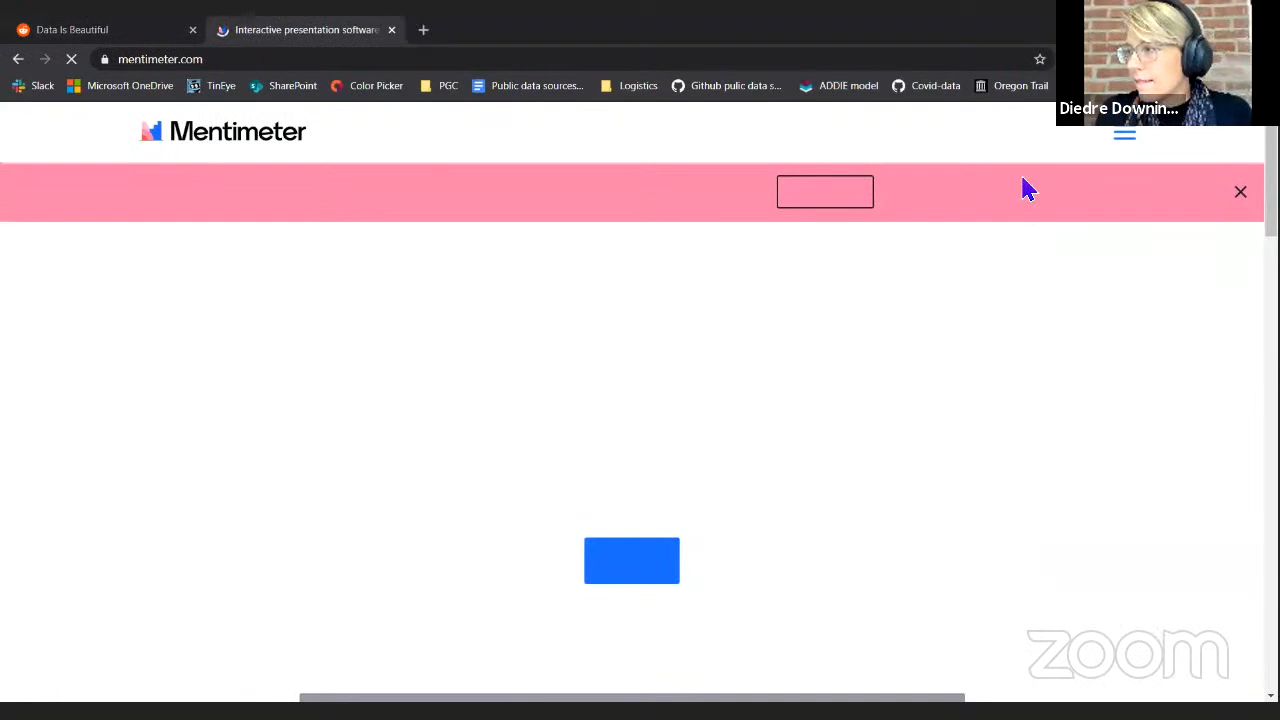 Data Is Beautiful
Interactive presentation software
mentimeter.com
Slack
Microsoft OneDrive
TinEye
SharePoint
Color Picker
PGC
Public data sources...
Logistics
Github pulic data s...
ADDIE model
Covid-data
Oregon Trail
Diedre Downin...
Mentimeter
zoom